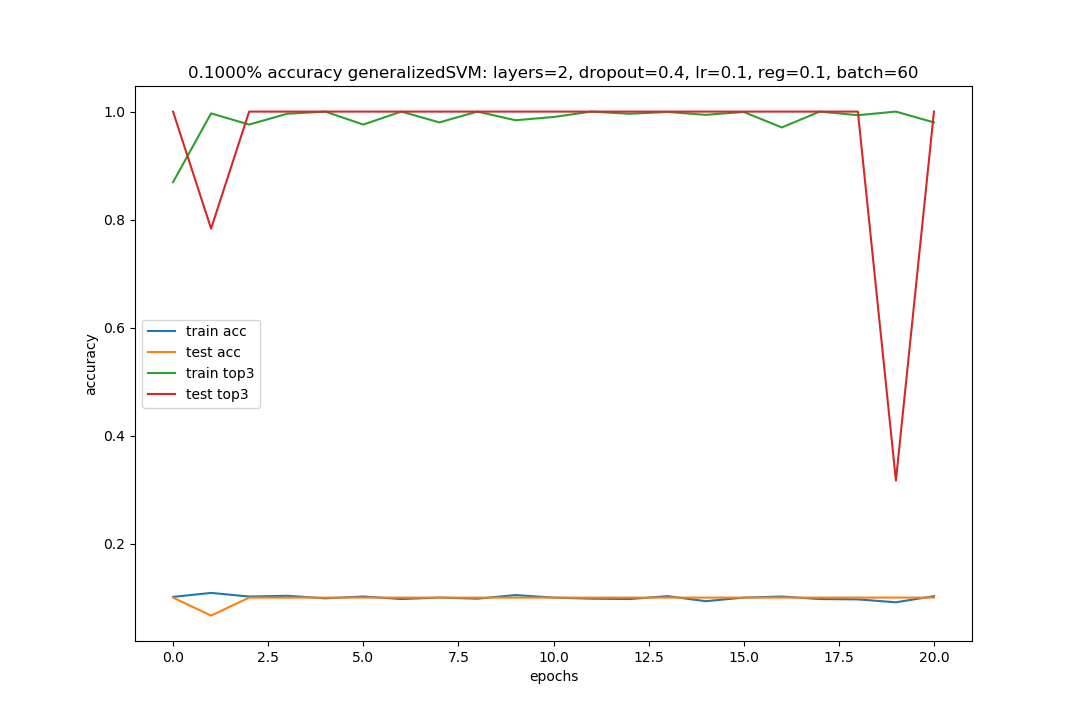 0.1000% accuracy generalizedSVM: layers=2, dropout=0.4, lr=0.1, reg=0.1, batch=60
1.0
0.8
0.6
0.4
0.2
accuracy
train acc
test acc
train top3
test top3
0.0 2.5 5.0 7.5 10.0 12.5 15.0 17.5 20.0
epochs